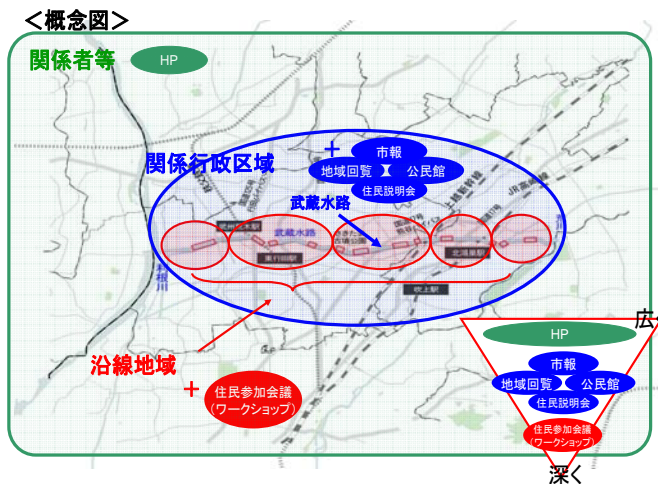 ＜概念図＞
関係者等
HP
関係行政区域
＋
市報
地域回覧
公民館
住民説明会
武蔵水路
上越新幹線
JR高崎線
武蔵水路
東行田駅
北鴻巣駅
吹上駅
利根川
沿線地域
＋
住民参加会議
(ワークショップ)
広く
HP
市報
地域回覧
公民館
住民説明会
住民参加会議
(ワークショップ)
深く